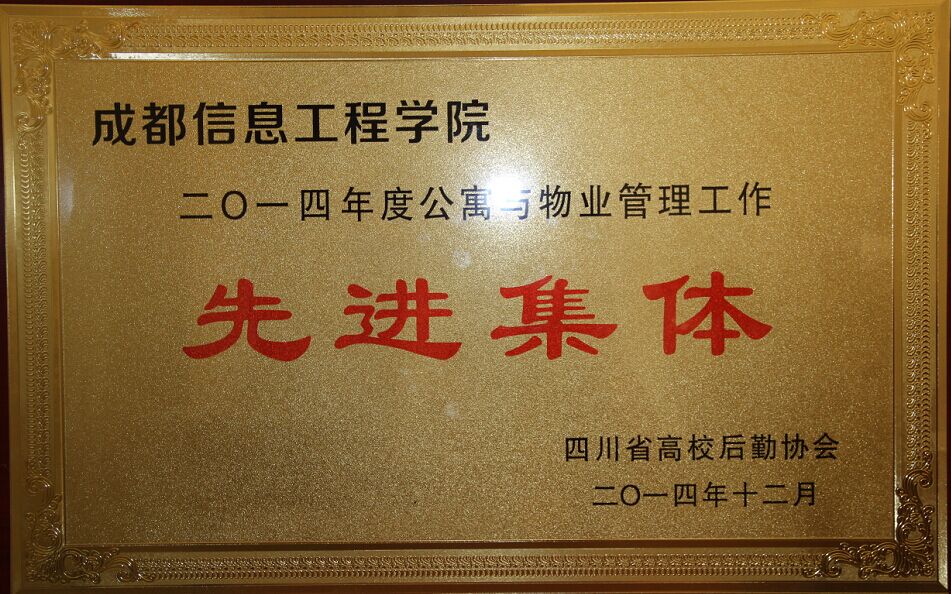 成都信息工程学院
二〇一四年度公寓与物业管理工作
先进集体
四川省高校后勤协会
二〇一四年十二月